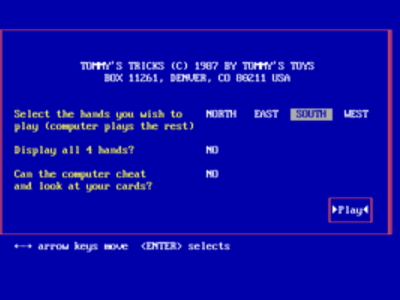 TOMMY'S TRICKS (C) 1987 BY TOMMY'S TOYS
BOX 11261, DENVER, CO 80211 USA
Select the hands you wish to play (computer plays the rest)
NORTH EAST SOUTH WEST
Display all 4 hands? NO
Can the computer cheat and look at your cards? NO
►Play◄
←→ arrow keys move <ENTER> selects